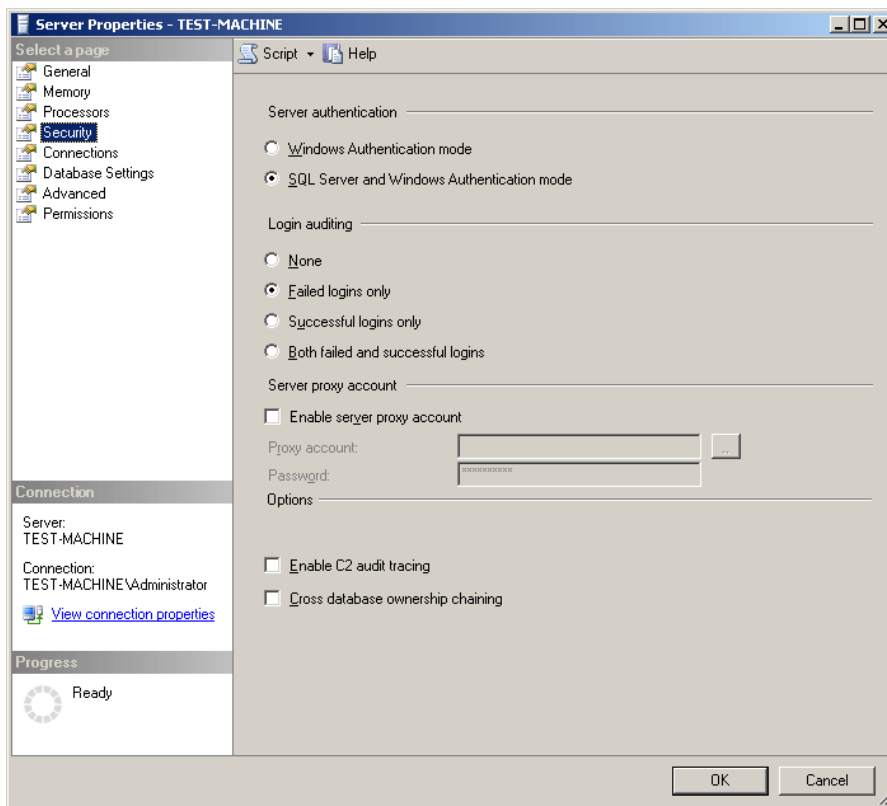 Server Properties - TEST-MACHINE
Select a page
General
Memory
Processors
Security
Connections
Database Settings
Advanced
Permissions
Script Help
Server authentication
Windows Authentication mode
SQL Server and Windows Authentication mode
Login auditing
None
Failed logins only
Successful logins only
Both failed and successful logins
Server proxy account
Enable server proxy account
Proxy account: ..
Password: **********
Options
Enable C2 audit tracing
Cross database ownership chaining
Connection
Server:
TEST-MACHINE
Connection:
TEST-MACHINE\Administrator
View connection properties
Progress
Ready
OK Cancel